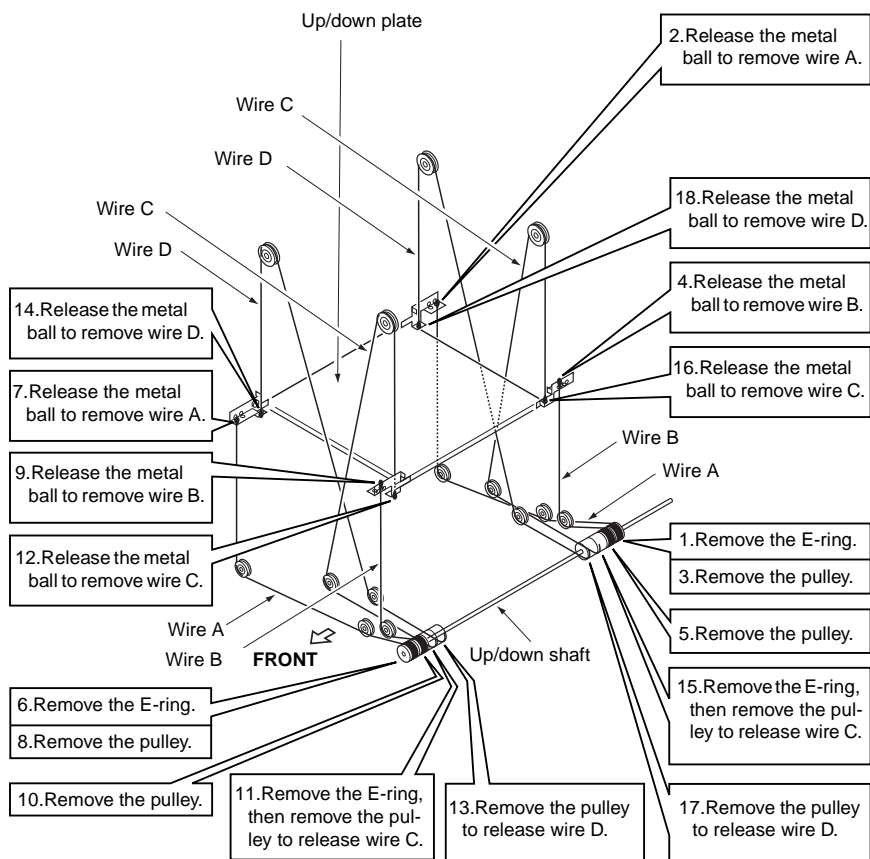 Up/down plate
2.Release the metal
ball to remove wire A.
Wire C
Wire D
Wire C
Wire D
18.Release the metal
ball to remove wire D.
4.Release the metal
ball to remove wire B.
14.Release the metal
ball to remove wire D.
7.Release the metal
ball to remove wire A.
16.Release the metal
ball to remove wire C.
9.Release the metal
ball to remove wire B.
Wire B
Wire A
12.Release the metal
ball to remove wire C.
1.Remove the E-ring.
3.Remove the pulley.
5.Remove the pulley.
Wire A
Wire B
FRONT
Up/down shaft
6.Remove the E-ring.
8.Remove the pulley.
15.Remove the E-ring,
then remove the pul-
ley to release wire C.
10.Remove the pulley.
11.Remove the E-ring,
then remove the pul-
ley to release wire C.
13.Remove the pulley
to release wire D.
17.Remove the pulley
to release wire D.